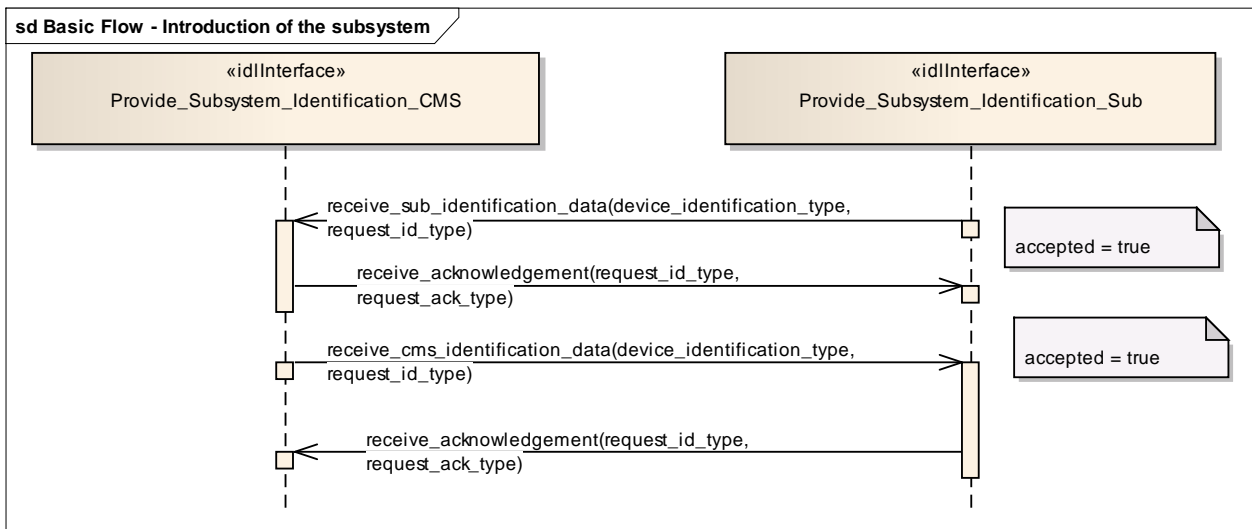 sd Basic Flow - Introduction of the subsystem
«idlInterface»
Provide_Subsystem_Identification_CMS
«idlInterface»
Provide_Subsystem_Identification_Sub
receive_sub_identification_data(device_identification_type,
request_id_type)
accepted = true
receive_acknowledgement(request_id_type,
request_ack_type)
receive_cms_identification_data(device_identification_type,
request_id_type)
accepted = true
receive_acknowledgement(request_id_type,
request_ack_type)